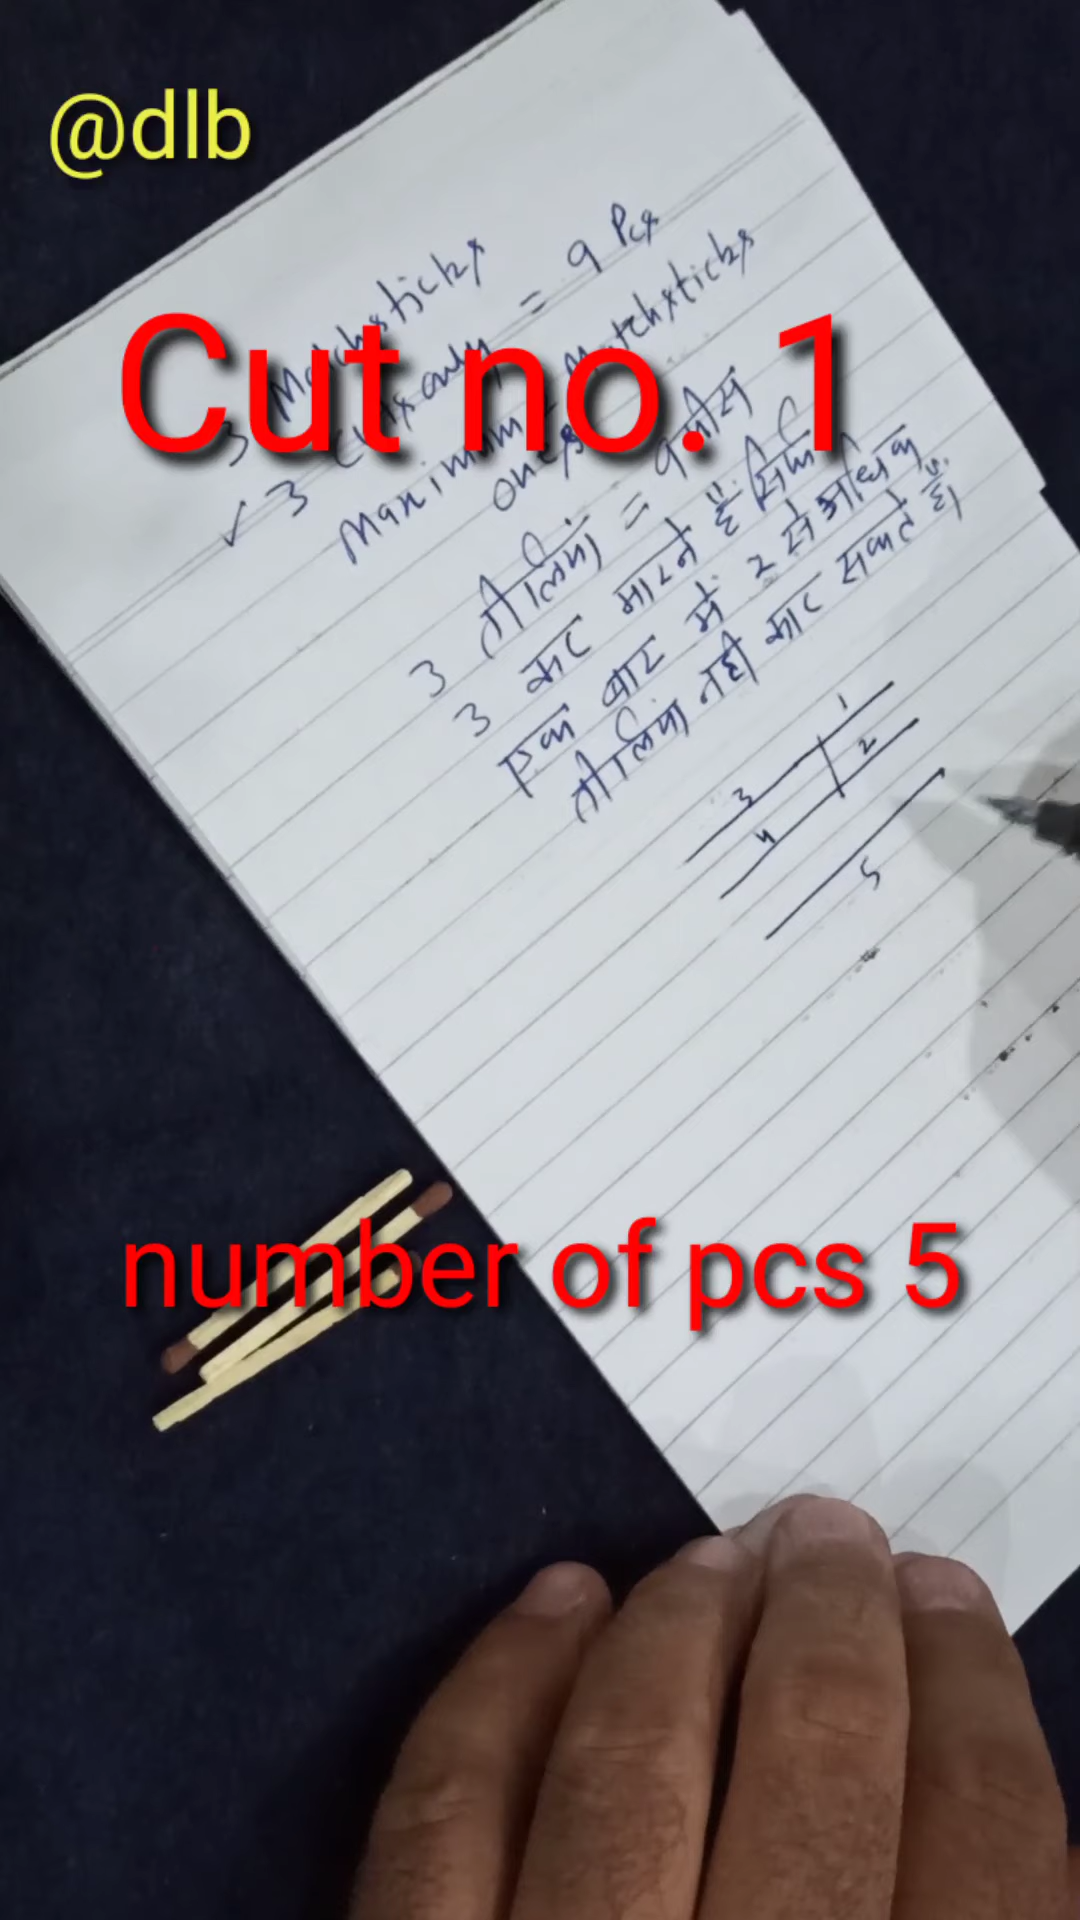 @dlb
Cut no. 1
3 Matchsticks
✓ 3 Cuts only = 9 Pcs
Maximum Matchsticks
once
3 तीलियां = 9 पीस
3 कट मारने हैं सिर्फ
एक बार में 2 से अधिक
तीलियां नही काट सकते हैं।
1
2
3
4
5
number of pcs 5